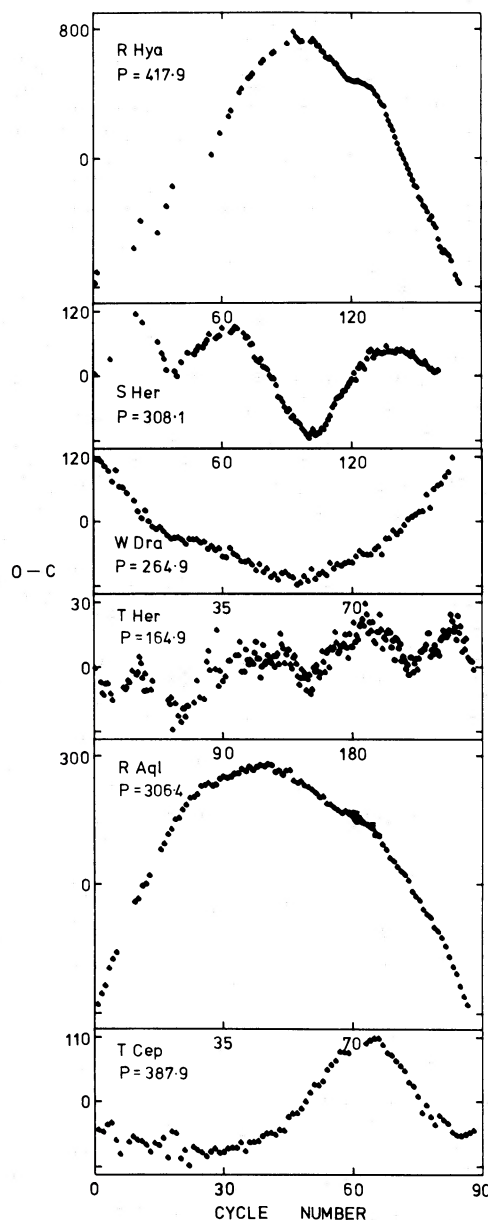 800
R Hya
P = 417·9
0
60 120
120
0
S Her
P = 308·1
60 120
120
0
W Dra
P = 264·9
O – C
35 70
30
T Her
P = 164·9
0
90 180
300
R Aql
P = 306·4
0
35 70
110
T Cep
P = 387·9
0
0 30 60 90
CYCLE NUMBER